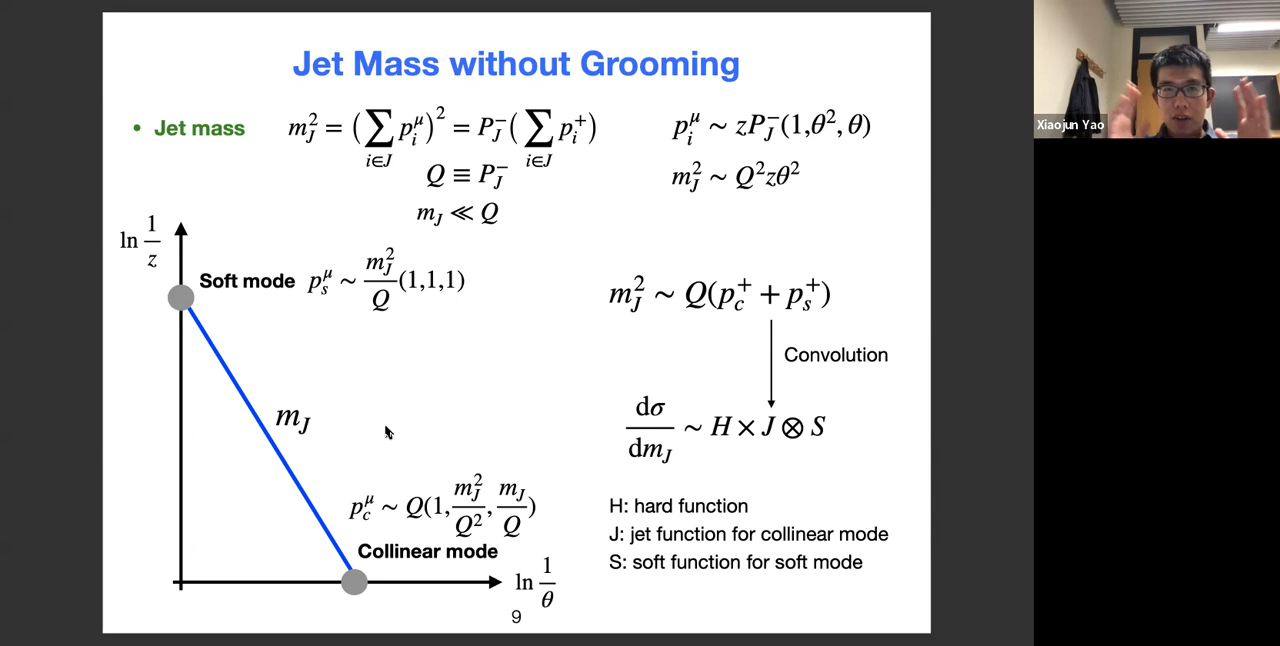 Jet Mass without Grooming
• Jet mass m_J^2 = (∑_{i∈J} p_i^μ)^2 = P_J^- (∑_{i∈J} p_i^+) p_i^μ ~ zP_J^-(1,θ^2,θ)
Q ≡ P_J^- m_J^2 ~ Q^2zθ^2
m_J ≪ Q
ln 1/z
Soft mode p_s^μ ~ m_J^2/Q (1,1,1)
m_J^2 ~ Q(p_c^+ + p_s^+)
Convolution
dσ/dm_J ~ H × J ⊗ S
m_J
p_c^μ ~ Q(1, m_J^2/Q^2, m_J/Q)
Collinear mode
ln 1/θ
H: hard function
J: jet function for collinear mode
S: soft function for soft mode
9
Xiaojun Yao